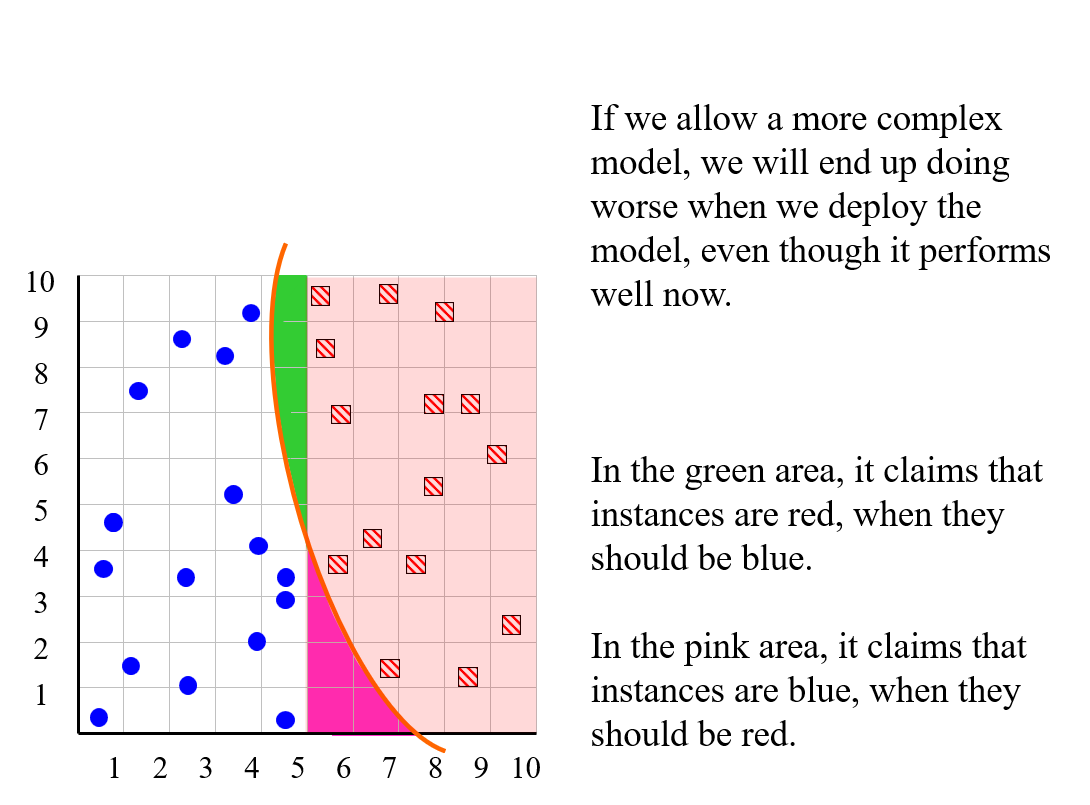 If we allow a more complex
model, we will end up doing
worse when we deploy the
model, even though it performs
well now.
In the green area, it claims that
instances are red, when they
should be blue.
In the pink area, it claims that
instances are blue, when they
should be red.
10
9
8
7
6
5
4
3
2
1
1 2 3 4 5 6 7 8 9 10